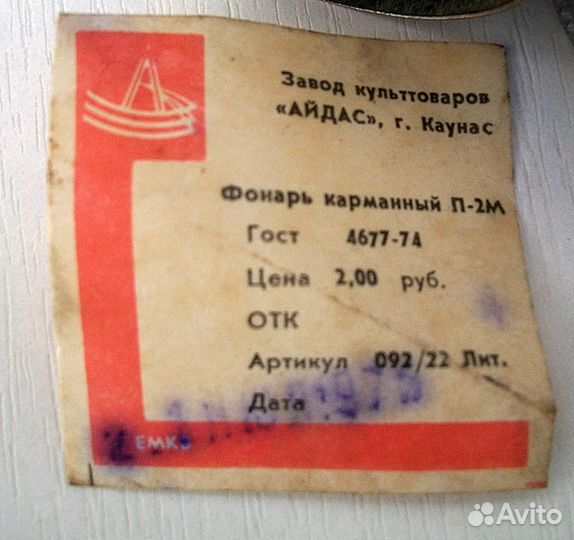 Завод культтоваров
«АЙДАС», г. Каунас
Фонарь карманный П-2М
Гост 4677-74
Цена 2,00 руб.
ОТК
Артикул 092/22 Лит.
Дата
Avito